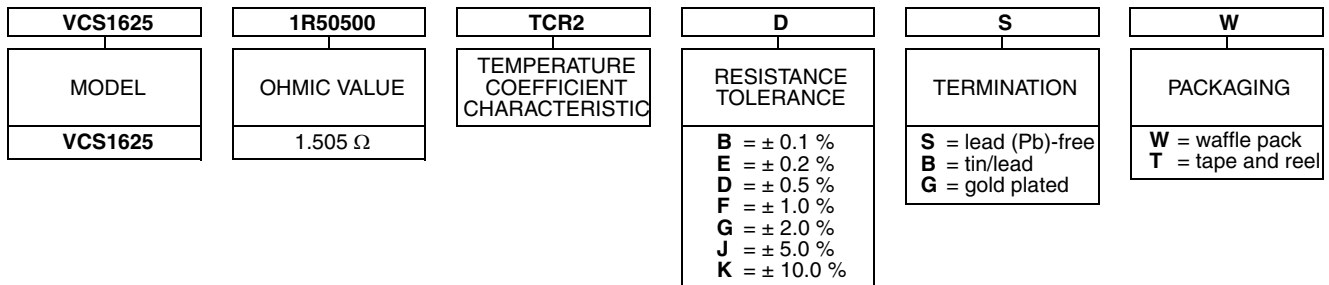 VCS1625 1R50500 TCR2 D S W
MODEL
OHMIC VALUE
TEMPERATURE
COEFFICIENT
CHARACTERISTIC
RESISTANCE
TOLERANCE
TERMINATION
PACKAGING
VCS1625
1.505 Ω
B = ± 0.1 %
E = ± 0.2 %
D = ± 0.5 %
F = ± 1.0 %
G = ± 2.0 %
J = ± 5.0 %
K = ± 10.0 %
S = lead (Pb)-free
B = tin/lead
G = gold plated
W = waffle pack
T = tape and reel